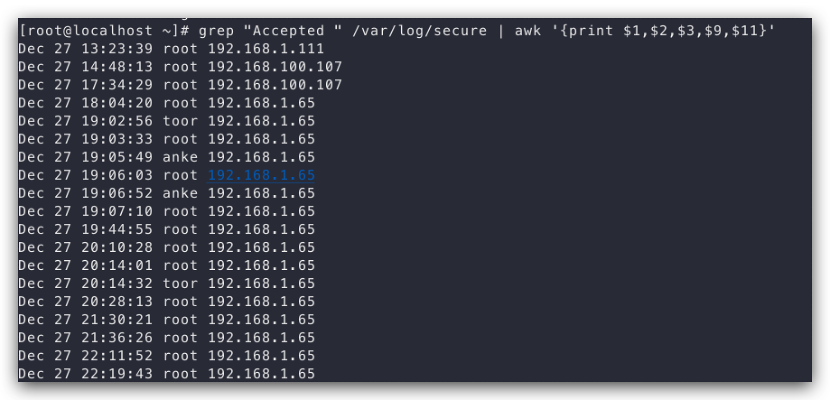 [root@localhost ~]# grep "Accepted " /var/log/secure | awk '{print $1,$2,$3,$9,$11}'
Dec 27 13:23:39 root 192.168.1.111
Dec 27 14:48:13 root 192.168.100.107
Dec 27 17:34:29 root 192.168.100.107
Dec 27 18:04:20 root 192.168.1.65
Dec 27 19:02:56 toor 192.168.1.65
Dec 27 19:03:33 root 192.168.1.65
Dec 27 19:05:49 anke 192.168.1.65
Dec 27 19:06:03 root 192.168.1.65
Dec 27 19:06:52 anke 192.168.1.65
Dec 27 19:07:10 root 192.168.1.65
Dec 27 19:44:55 root 192.168.1.65
Dec 27 20:10:28 root 192.168.1.65
Dec 27 20:14:01 root 192.168.1.65
Dec 27 20:14:32 toor 192.168.1.65
Dec 27 20:28:13 root 192.168.1.65
Dec 27 21:30:21 root 192.168.1.65
Dec 27 21:36:26 root 192.168.1.65
Dec 27 22:11:52 root 192.168.1.65
Dec 27 22:19:43 root 192.168.1.65